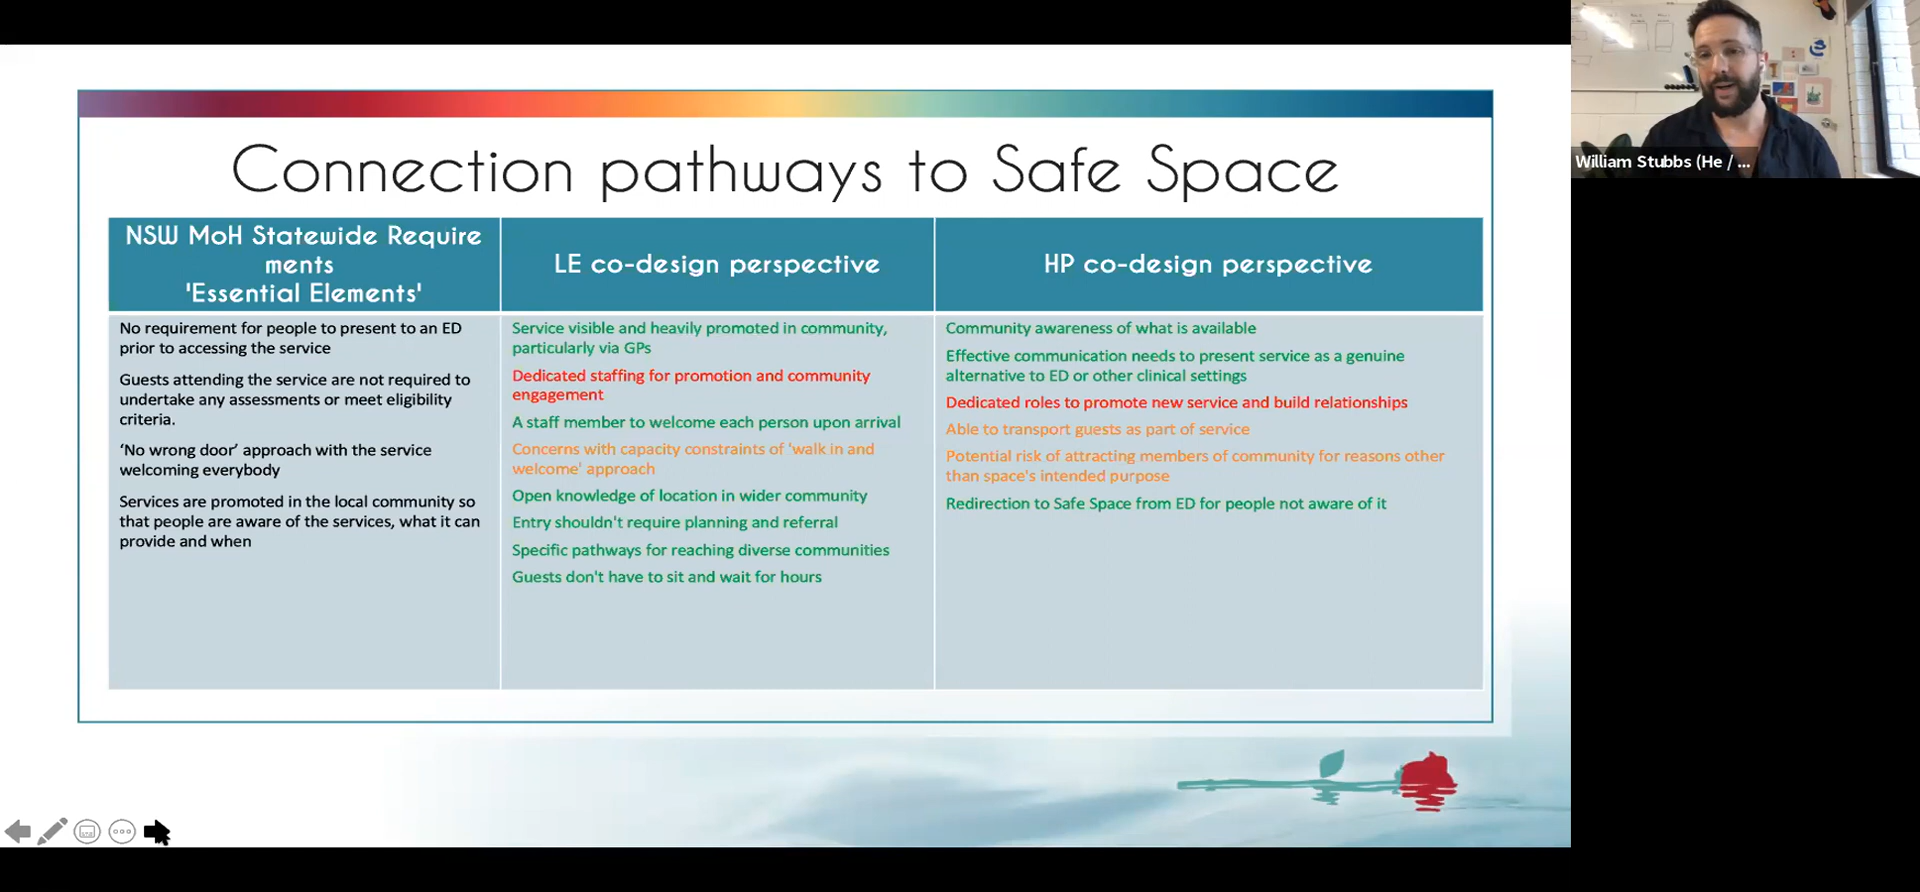 Connection pathways to Safe Space
NSW MoH Statewide Require
ments
'Essential Elements'
LE co-design perspective
HP co-design perspective
No requirement for people to present to an ED
prior to accessing the service
Guests attending the service are not required to
undertake any assessments or meet eligibility
criteria.
‘No wrong door’ approach with the service
welcoming everybody
Services are promoted in the local community so
that people are aware of the services, what it can
provide and when
Service visible and heavily promoted in community,
particularly via GPs
Dedicated staffing for promotion and community
engagement
A staff member to welcome each person upon arrival
Concerns with capacity constraints of ‘walk in and
welcome' approach
Open knowledge of location in wider community
Entry shouldn't require planning and referral
Specific pathways for reaching diverse communities
Guests don't have to sit and wait for hours
Community awareness of what is available
Effective communication needs to present service as a genuine
alternative to ED or other clinical settings
Dedicated roles to promote new service and build relationships
Able to transport guests as part of service
Potential risk of attracting members of community for reasons other
than space's intended purpose
Redirection to Safe Space from ED for people not aware of it
William Stubbs (He / ...